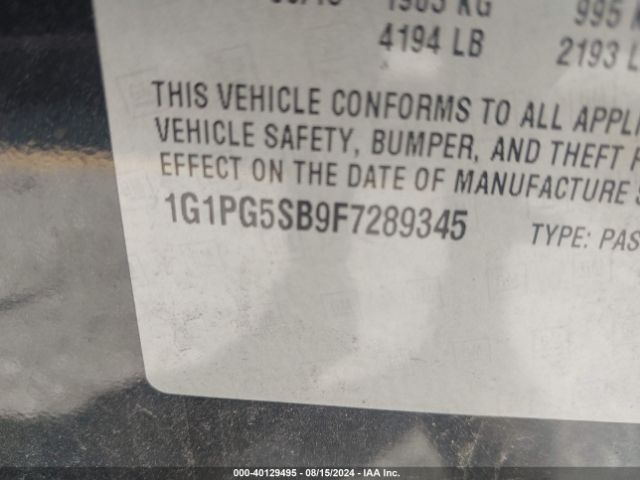 4194 LB
2193 L
THIS VEHICLE CONFORMS TO ALL APPLI
VEHICLE SAFETY, BUMPER, AND THEFT
EFFECT ON THE DATE OF MANUFACTURE
1G1PG5SB9F7289345
TYPE: PAS
000-40129495 - 08/15/2024 - IAA Inc.